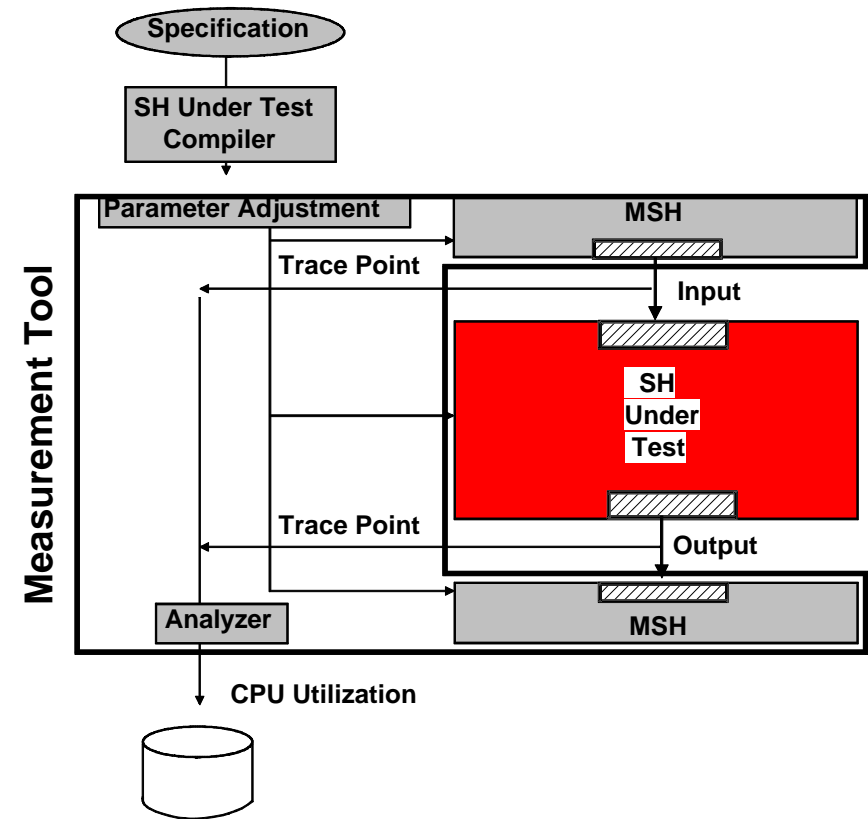 Specification
SH Under Test
Compiler
Parameter Adjustment
MSH
Trace Point
Input
Measurement Tool
SH
Under
Test
Trace Point
Output
Analyzer
MSH
CPU Utilization